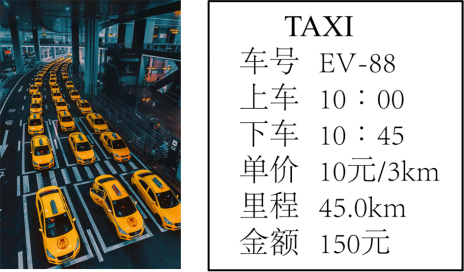 TAXI
车号 EV-88
上车 10：00
下车 10：45
单价 10元/3km
里程 45.0km
金额 150元